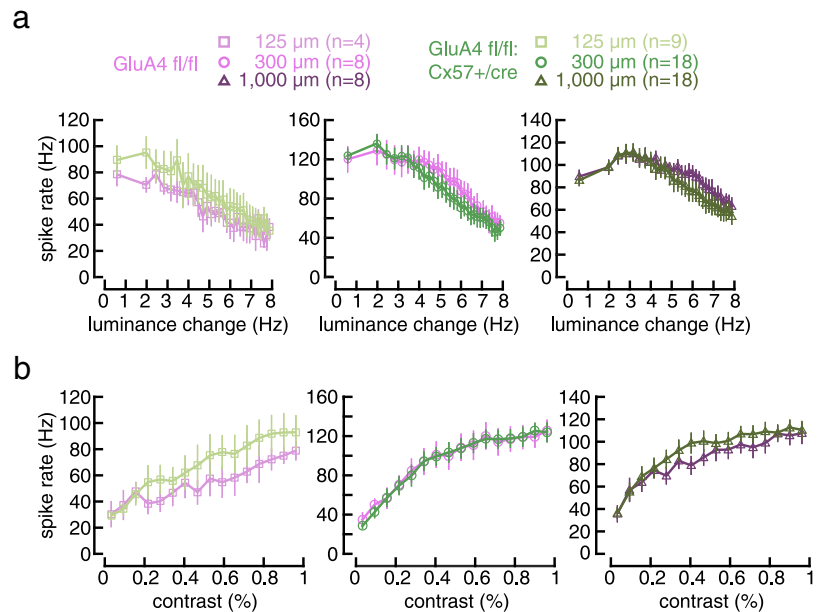 a
GluA4 fl/fl
125 µm (n=4)
300 µm (n=8)
1,000 µm (n=8)
GluA4 fl/fl:
Cx57+/cre
125 µm (n=9)
300 µm (n=18)
1,000 µm (n=18)
spike rate (Hz)
120
100
80
60
40
20
0
0 1 2 3 4 5 6 7 8
luminance change (Hz)
160
120
80
40
0
0 1 2 3 4 5 6 7 8
luminance change (Hz)
140
120
100
80
60
40
20
0
0 1 2 3 4 5 6 7 8
luminance change (Hz)
b
spike rate (Hz)
120
100
80
60
40
20
0
0 0.2 0.4 0.6 0.8 1
contrast (%)
160
120
80
40
0
0 0.2 0.4 0.6 0.8 1
contrast (%)
140
120
100
80
60
40
20
0
0 0.2 0.4 0.6 0.8 1
contrast (%)